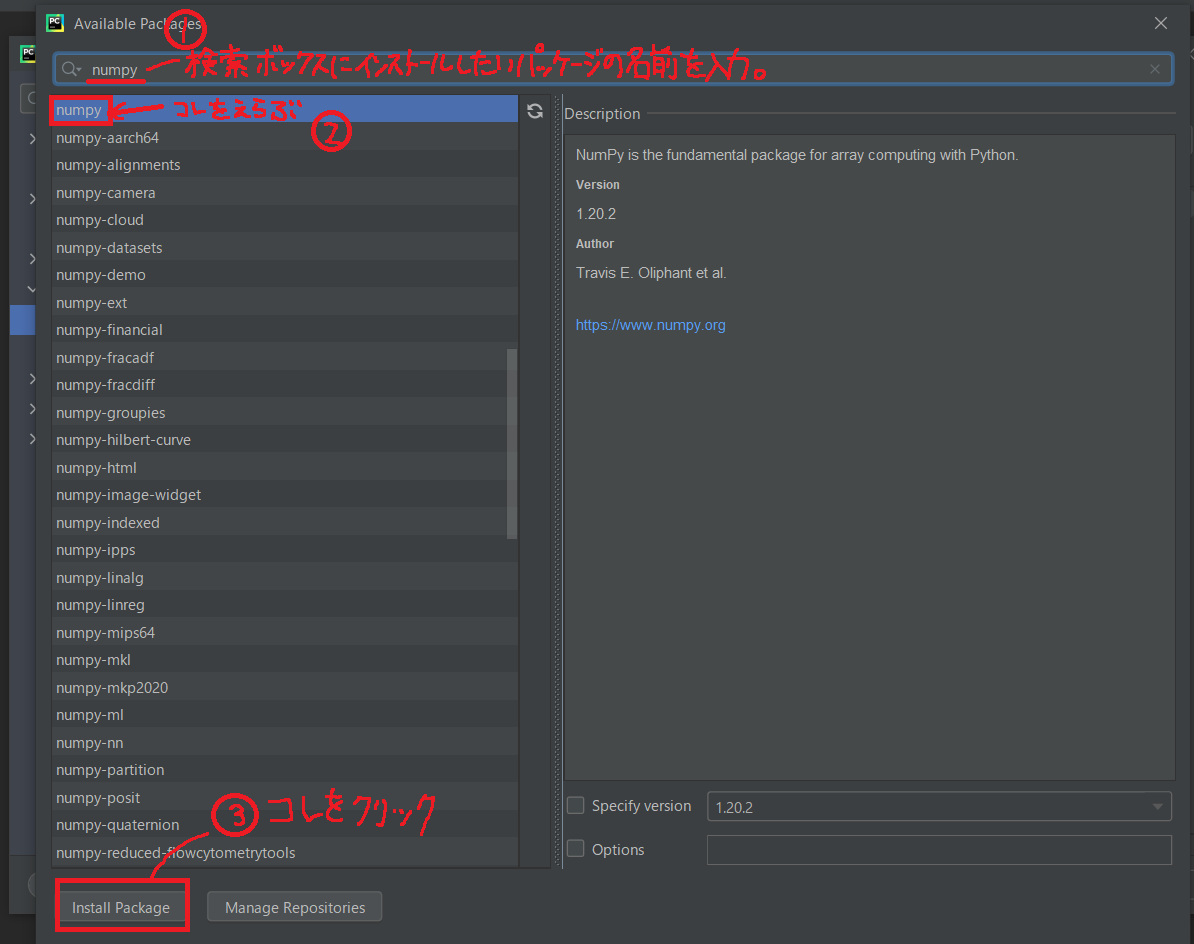 PC Available Packages
①
numpy 検索ボックスにインストールしたいパッケージの名前を入力。
PC
numpy コレをえらぶ
②
numpy-aarch64
numpy-alignments
numpy-camera
numpy-cloud
numpy-datasets
numpy-demo
numpy-ext
numpy-financial
numpy-fracadf
numpy-fracdiff
numpy-groupies
numpy-hilbert-curve
numpy-html
numpy-image-widget
numpy-indexed
numpy-ipps
numpy-linalg
numpy-linreg
numpy-mips64
numpy-mkl
numpy-mkp2020
numpy-ml
numpy-nn
numpy-partition
numpy-posit
numpy-quaternion
numpy-reduced-flowcytometrytools
Description
NumPy is the fundamental package for array computing with Python.
Version
1.20.2
Author
Travis E. Oliphant et al.
https://www.numpy.org
Specify version 1.20.2
Options
③ コレをクリック
Install Package Manage Repositories